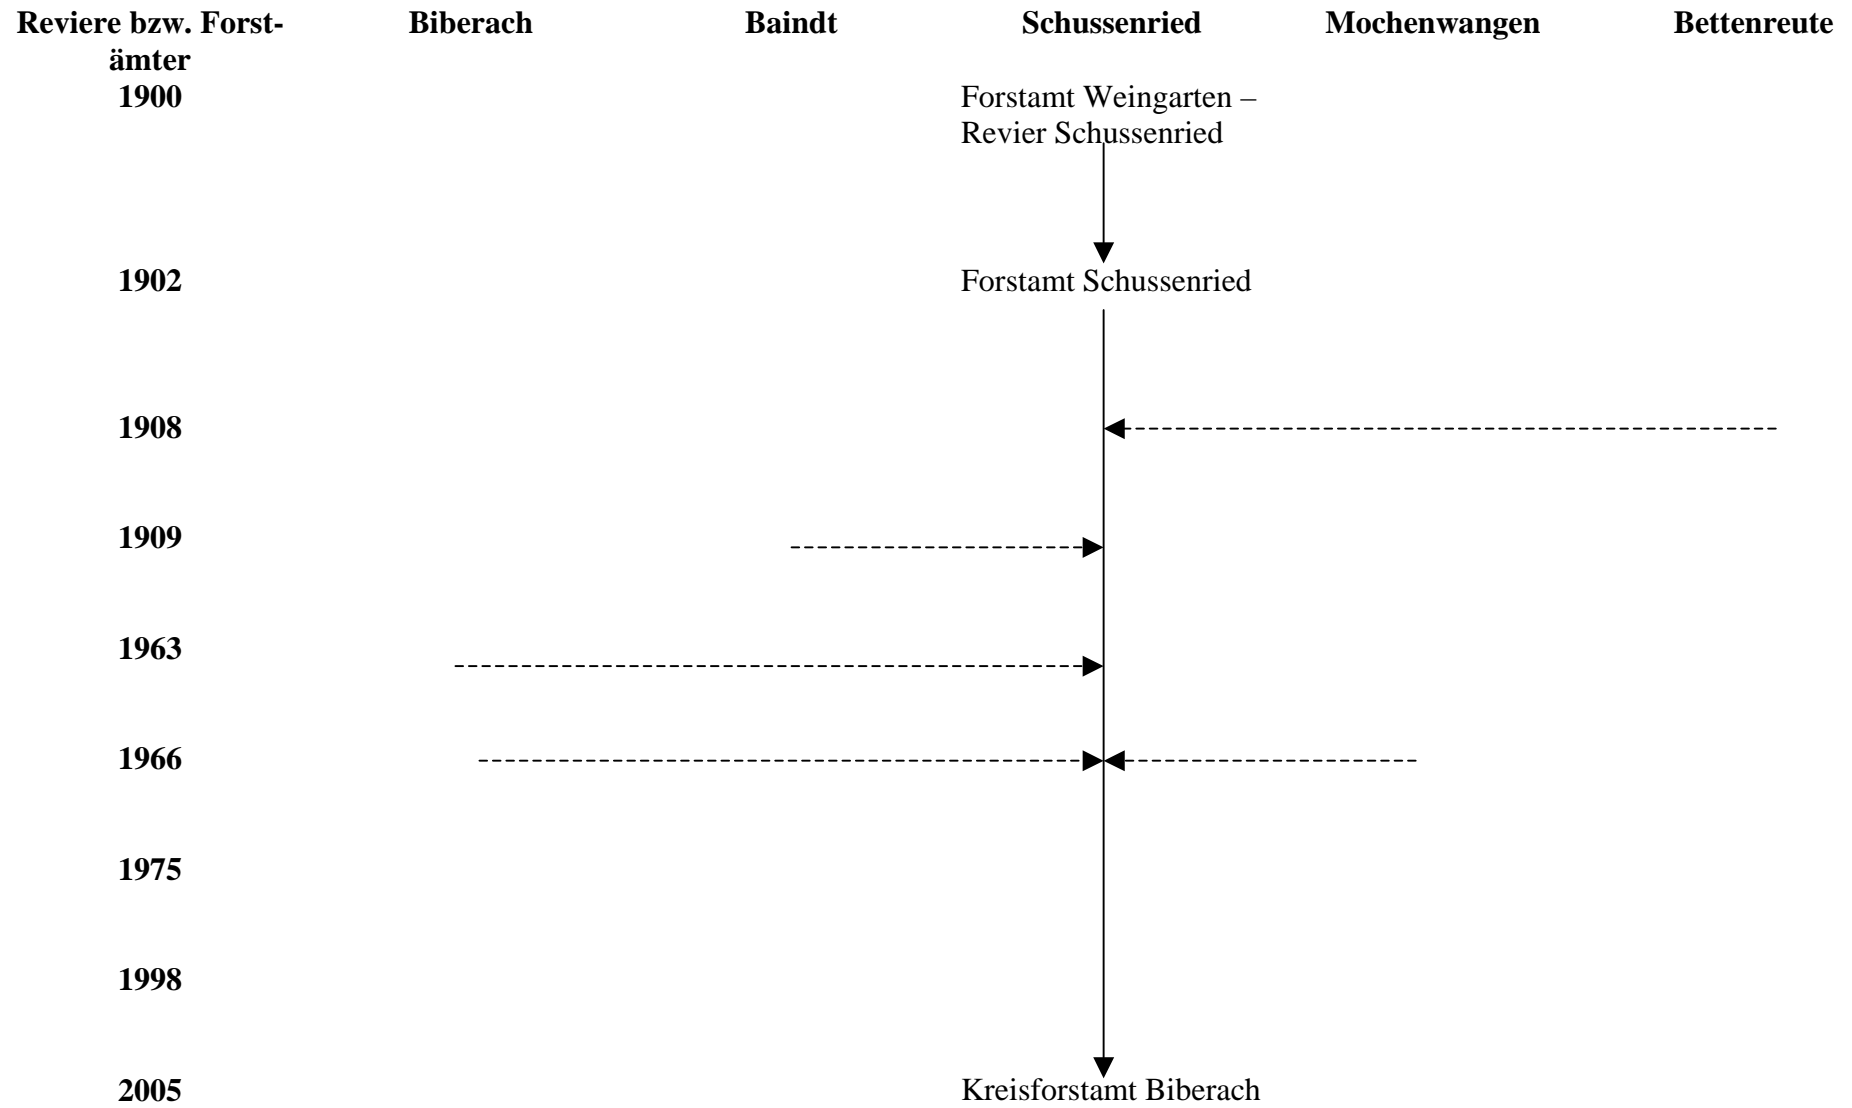 Reviere bzw. Forst- Biberach Baindt Schussenried Mochenwangen Bettenreute
ämter
1900 Forstamt Weingarten –
Revier Schussenried
1902 Forstamt Schussenried
1908
1909
1963
1966
1975
1998
2005 Kreisforstamt Biberach